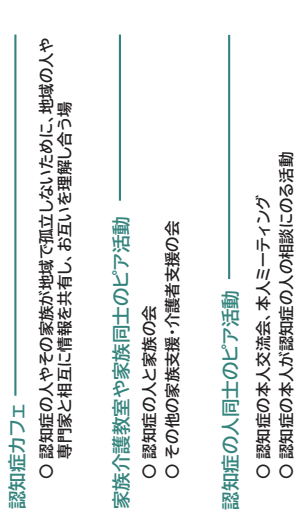 認知症カフェ
○ 認知症の人やその家族が地域で孤立しないために、地域の人や
専門家と相互に情報を共有し、お互いを理解し合う場
家族介護教室や家族同士のピア活動
○ 認知症の人と家族の会
○ その他の家族支援・介護者支援の会
認知症の人同士のピア活動
○ 認知症の本人交流会、本人ミーティング
○ 認知症の本人が認知症の人の相談にのる活動